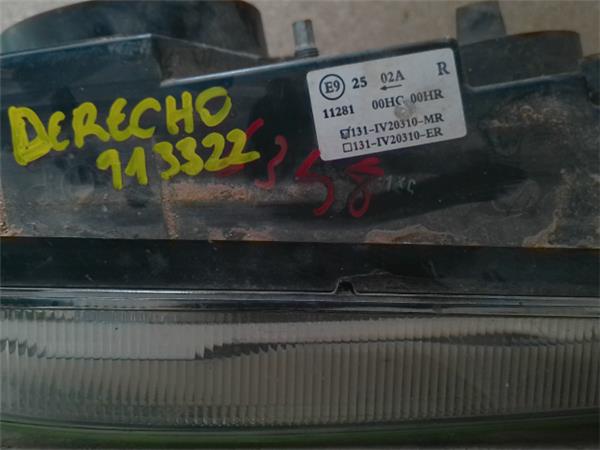 DERECHO
913322
E9 25 02A R
11281 00HC 00HR
131-IV20310-MR
131-IV20310-ER